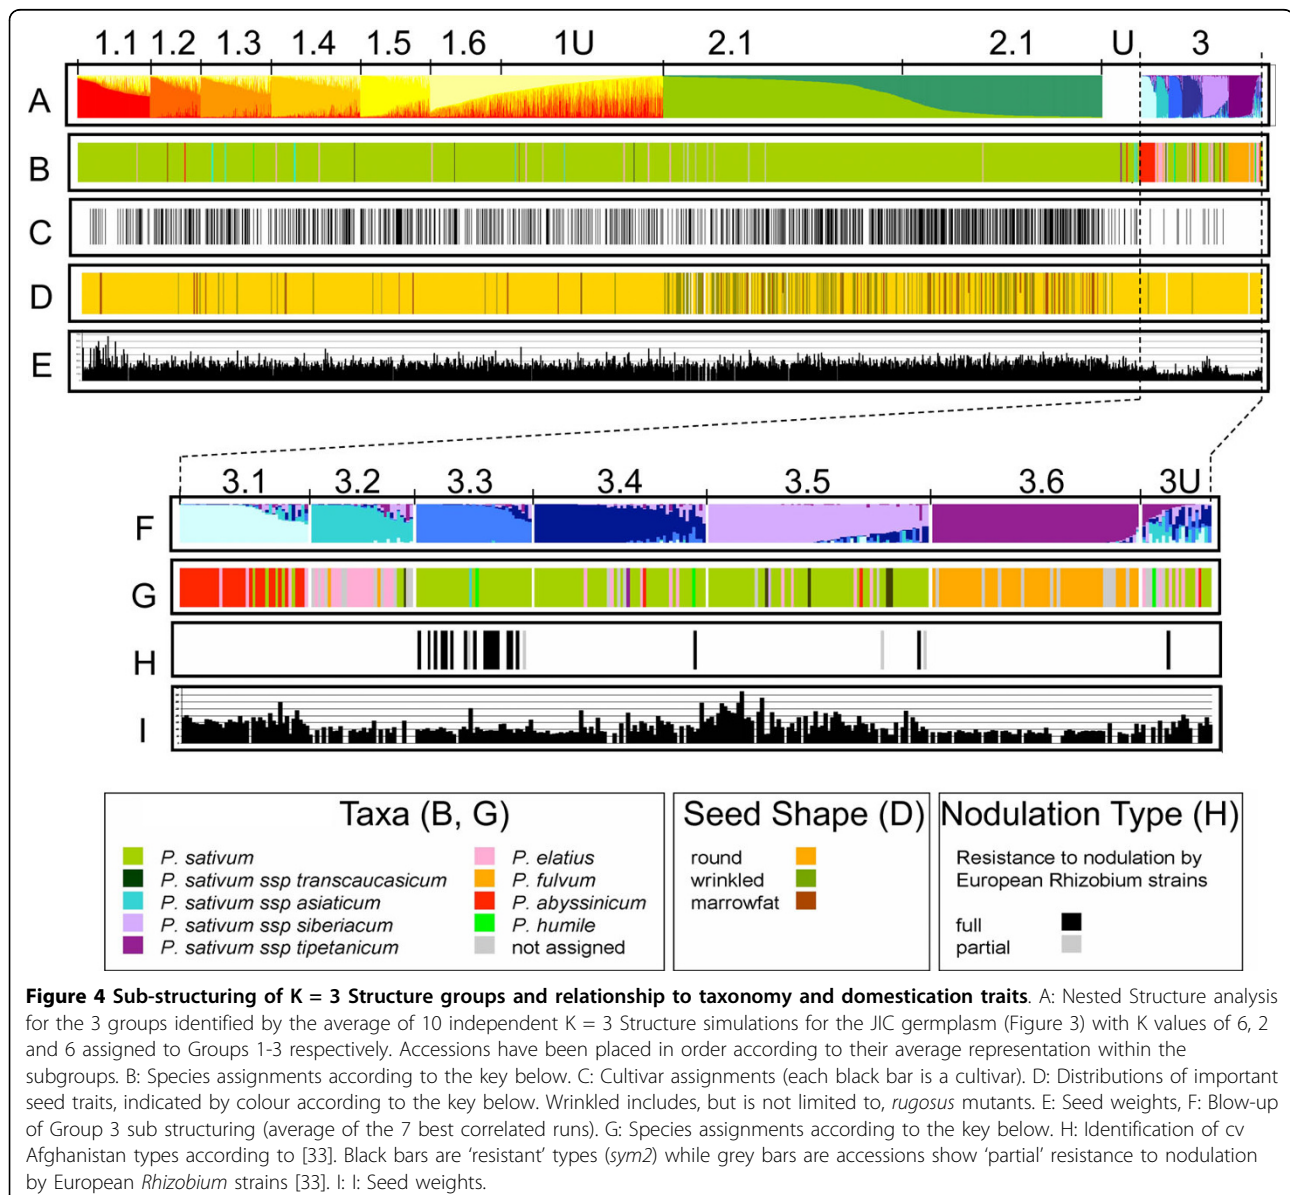 1.1 1.2 1.3 1.4 1.5 1.6 1U 2.1 2.1 U 3
A
B
C
D
E
3.1 3.2 3.3 3.4 3.5 3.6 3U
F
G
H
I
Taxa (B, G)
P. sativum
P. sativum ssp transcaucasicum
P. sativum ssp asiaticum
P. sativum ssp siberiacum
P. sativum ssp tipetanicum
P. elatius
P. fulvum
P. abyssinicum
P. humile
not assigned
Seed Shape (D)
round
wrinkled
marrowfat
Nodulation Type (H)
Resistance to nodulation by
European Rhizobium strains
full
partial
Figure 4 Sub-structuring of K = 3 Structure groups and relationship to taxonomy and domestication traits. A: Nested Structure analysis
for the 3 groups identified by the average of 10 independent K = 3 Structure simulations for the JIC germplasm (Figure 3) with K values of 6, 2
and 6 assigned to Groups 1-3 respectively. Accessions have been placed in order according to their average representation within the
subgroups. B: Species assignments according to the key below. C: Cultivar assignments (each black bar is a cultivar). D: Distributions of important
seed traits, indicated by colour according to the key below. Wrinkled includes, but is not limited to, rugosus mutants. E: Seed weights, F: Blow-up
of Group 3 sub structuring (average of the 7 best correlated runs). G: Species assignments according to the key below. H: Identification of cv
Afghanistan types according to [33]. Black bars are 'resistant' types (sym2) while grey bars are accessions show 'partial' resistance to nodulation
by European Rhizobium strains [33]. I: I: Seed weights.